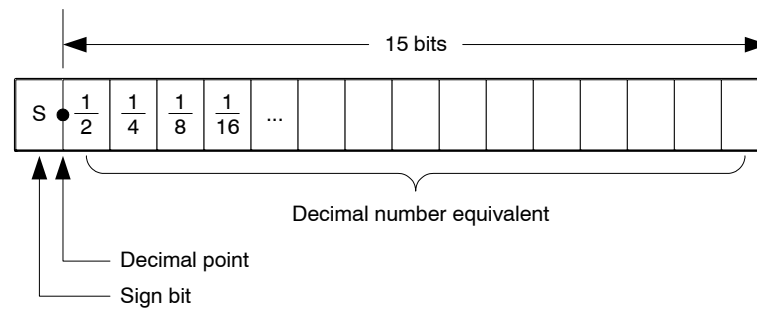 15 bits
S 1/2 1/4 1/8 1/16 ...
Decimal number equivalent
Decimal point
Sign bit